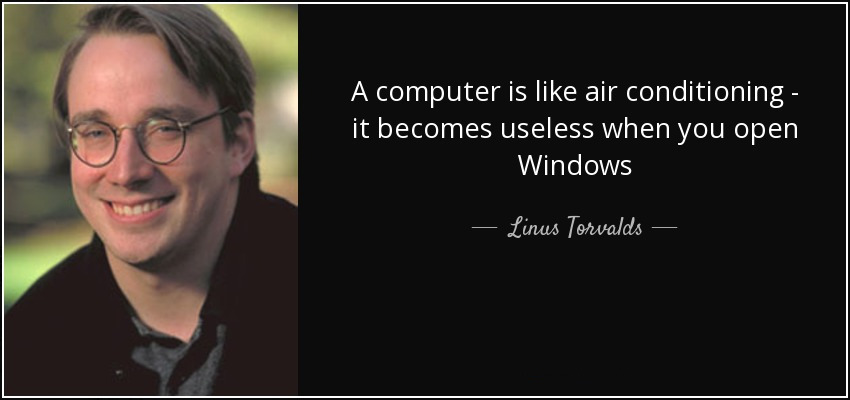 A computer is like air conditioning -
it becomes useless when you open
Windows
Linus Torvalds